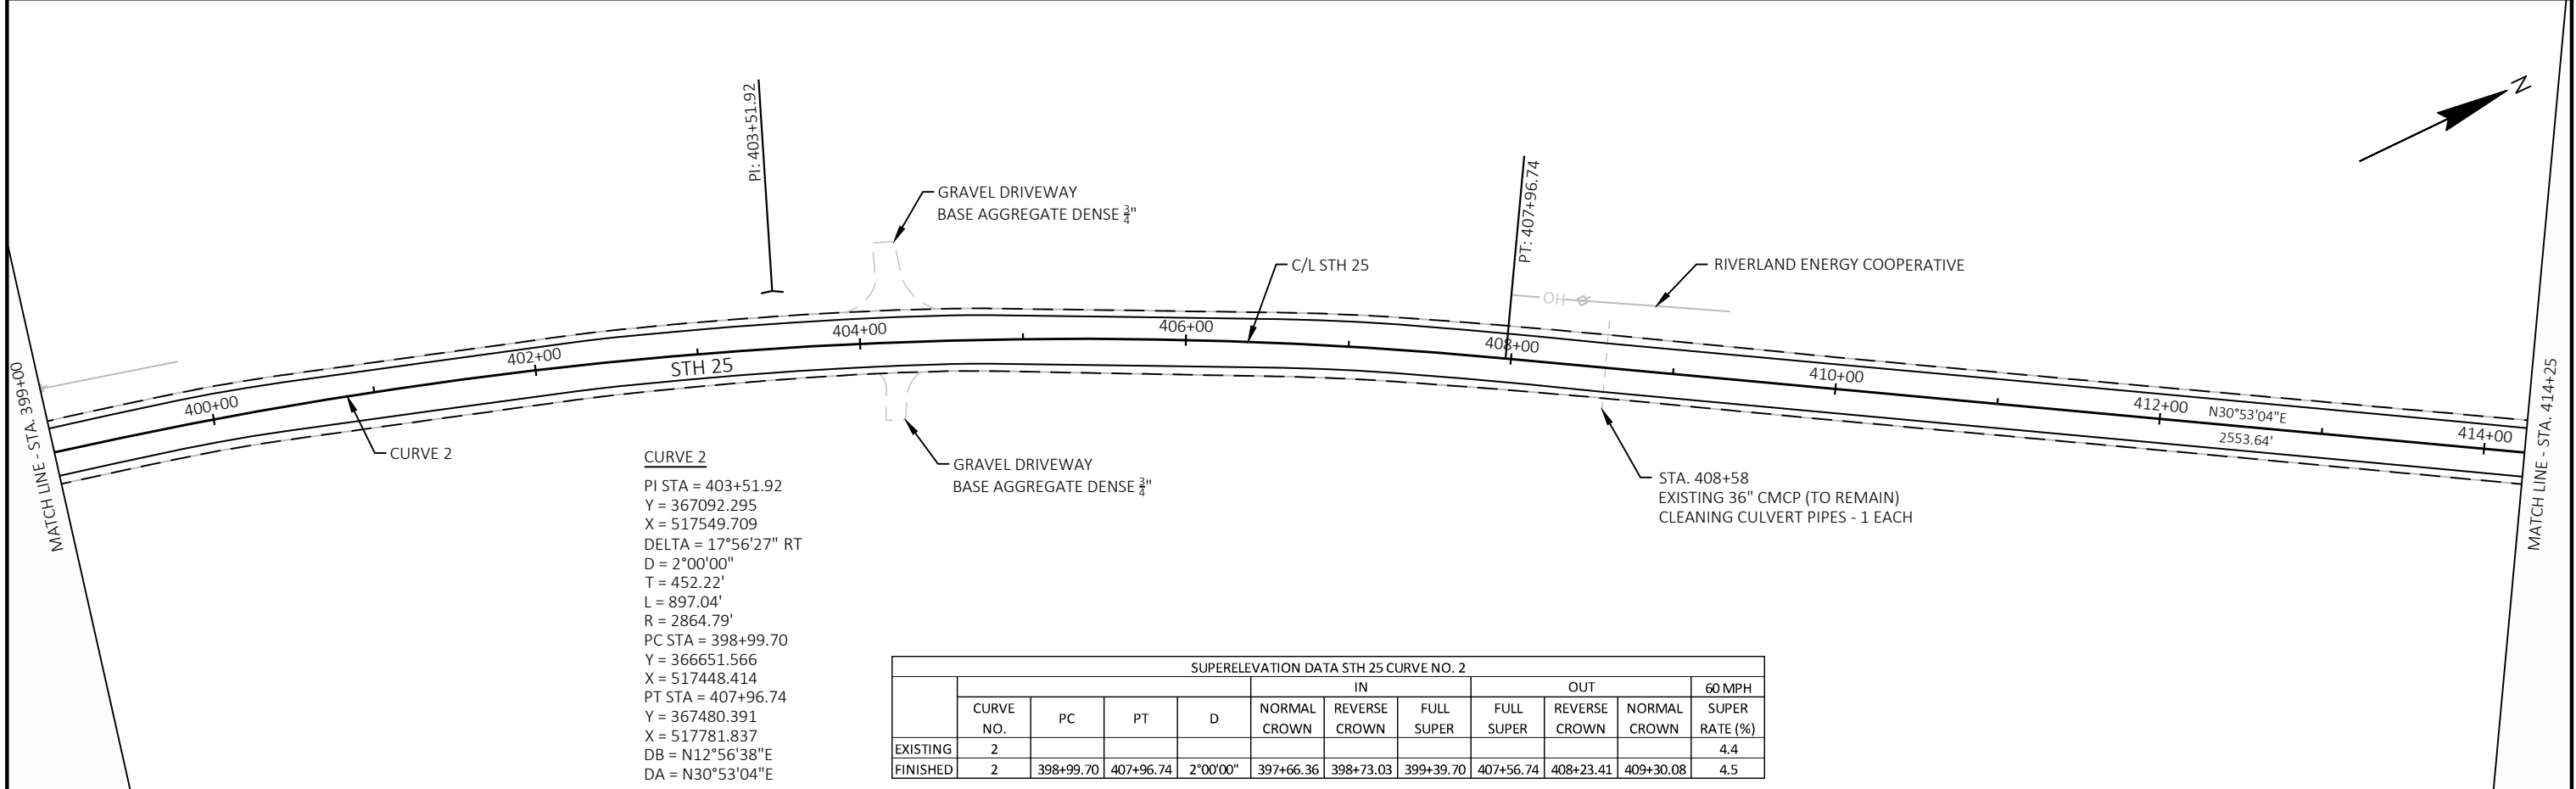 N
PI: 403+51.92
PT: 407+96.74
GRAVEL DRIVEWAY
BASE AGGREGATE DENSE 3/4"
C/L STH 25
RIVERLAND ENERGY COOPERATIVE
OH
MATCH LINE - STA. 399+00
400+00
402+00
STH 25
404+00
406+00
408+00
410+00
412+00
N30°53'04"E
2553.64'
414+00
MATCH LINE - STA. 414+25
CURVE 2
GRAVEL DRIVEWAY
BASE AGGREGATE DENSE 3/4"
STA. 408+58
EXISTING 36" CMCP (TO REMAIN)
CLEANING CULVERT PIPES - 1 EACH
CURVE 2
PI STA = 403+51.92
Y = 367092.295
X = 517549.709
DELTA = 17°56'27" RT
D = 2°00'00"
T = 452.22'
L = 897.04'
R = 2864.79'
PC STA = 398+99.70
Y = 366651.566
X = 517448.414
PT STA = 407+96.74
Y = 367480.391
X = 517781.837
DB = N12°56'38"E
DA = N30°53'04"E
SUPERELEVATION DATA STH 25 CURVE NO. 2
IN OUT 60 MPH
CURVE NO. PC PT D NORMAL CROWN REVERSE CROWN FULL SUPER FULL SUPER REVERSE CROWN NORMAL CROWN SUPER RATE (%)
EXISTING 2 4.4
FINISHED 2 398+99.70 407+96.74 2°00'00" 397+66.36 398+73.03 399+39.70 407+56.74 408+23.41 409+30.08 4.5